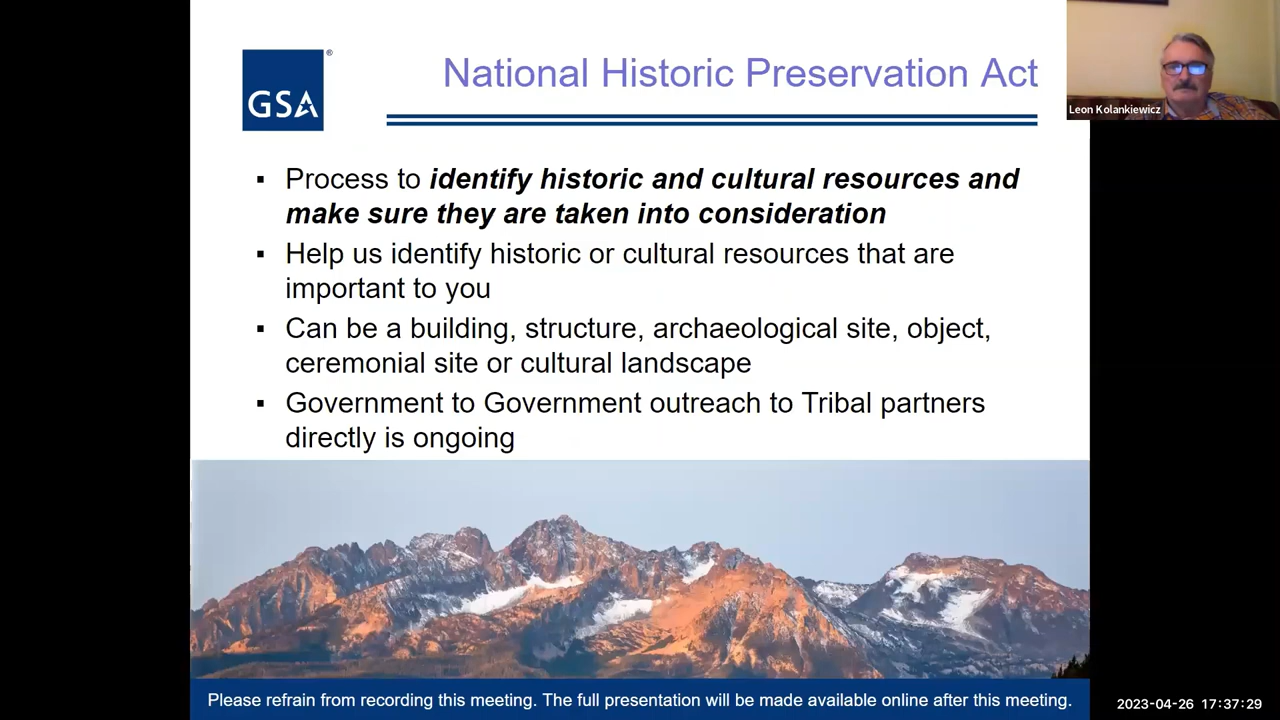 GSA
®
National Historic Preservation Act
Leon Kolankiewicz
▪ Process to identify historic and cultural resources and
make sure they are taken into consideration
▪ Help us identify historic or cultural resources that are
important to you
▪ Can be a building, structure, archaeological site, object,
ceremonial site or cultural landscape
▪ Government to Government outreach to Tribal partners
directly is ongoing
Please refrain from recording this meeting. The full presentation will be made available online after this meeting.
2023-04-26 17:37:29